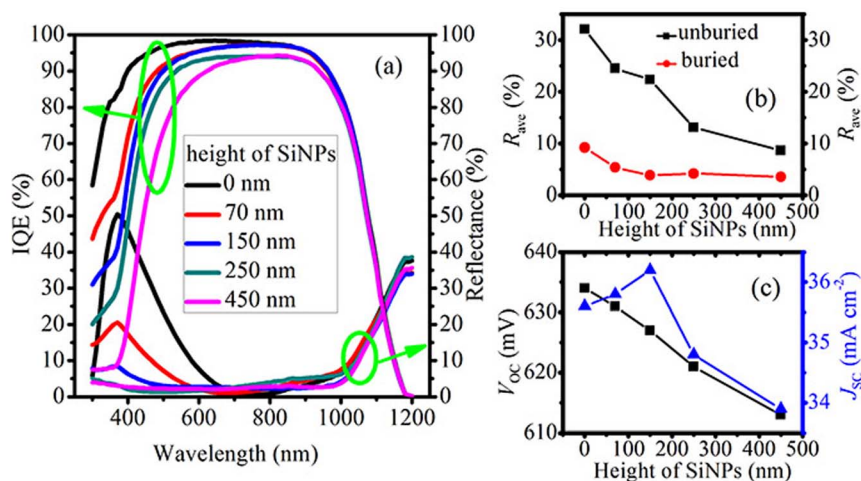 (a)
IQE (%)
100
90
80
70
60
50
40
30
20
10
0
height of SiNPs
0 nm
70 nm
150 nm
250 nm
450 nm
100
90
80
70
60
50
40
30
20
10
0
Reflectance (%)
400 600 800 1000 1200
Wavelength (nm)
(b)
unburied
buried
R_ave (%)
30
20
10
0
30
20
10
0
R_ave (%)
0 100 200 300 400 500
Height of SiNPs (nm)
(c)
V_OC (mV)
640
630
620
610
36
35
34
J_SC (mA cm⁻²)
0 100 200 300 400 500
Height of SiNPs (nm)